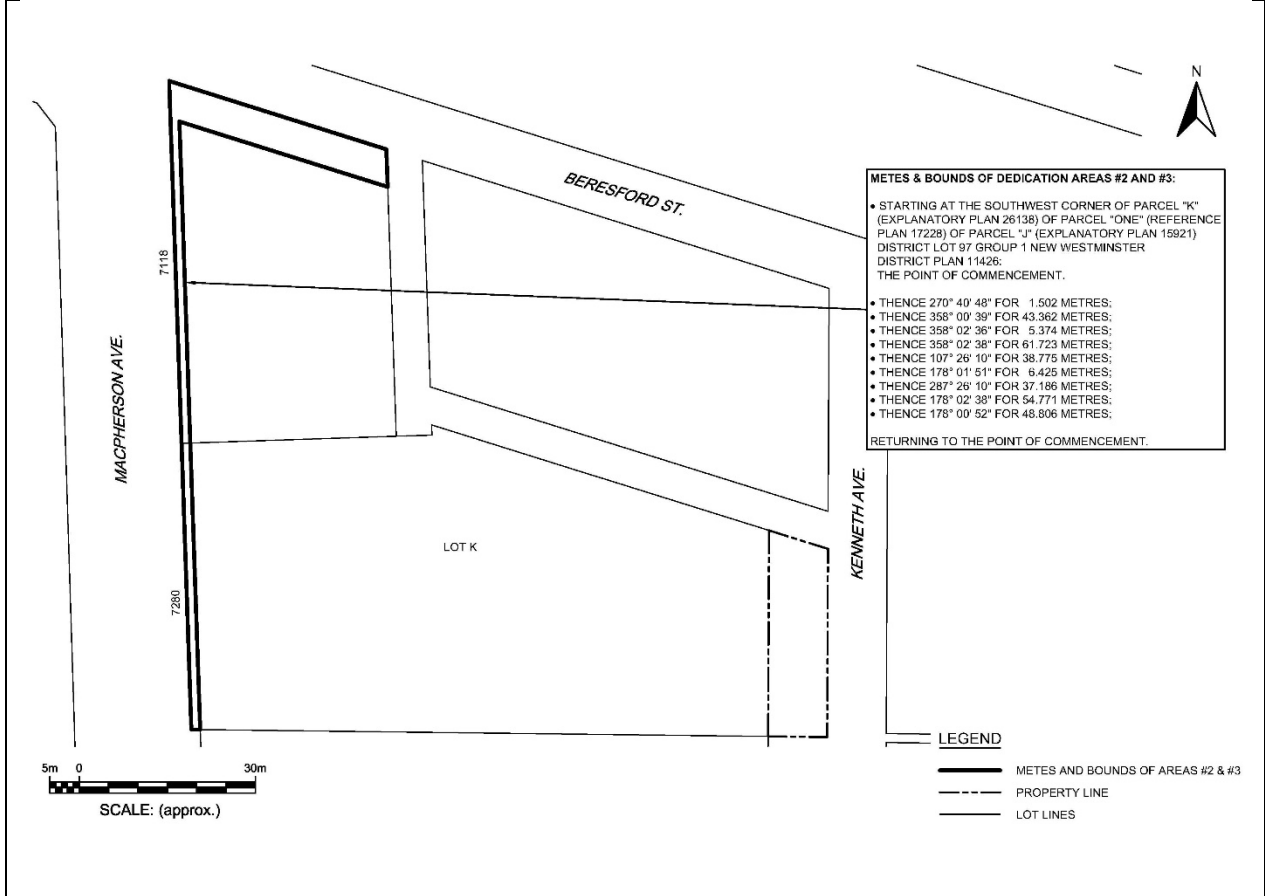 N
BERESFORD ST.
METES & BOUNDS OF DEDICATION AREAS #2 AND #3:
• STARTING AT THE SOUTHWEST CORNER OF PARCEL "K"
(EXPLANATORY PLAN 26138) OF PARCEL "ONE" (REFERENCE
PLAN 17228) OF PARCEL "J" (EXPLANATORY PLAN 15921)
DISTRICT LOT 97 GROUP 1 NEW WESTMINSTER
DISTRICT PLAN 11426:
THE POINT OF COMMENCEMENT.
• THENCE 270° 40' 48" FOR 1.502 METRES;
• THENCE 358° 00' 39" FOR 43.362 METRES;
• THENCE 358° 02' 36" FOR 5.374 METRES;
• THENCE 358° 02' 38" FOR 61.723 METRES;
• THENCE 107° 26' 10" FOR 38.775 METRES;
• THENCE 178° 01' 51" FOR 6.425 METRES;
• THENCE 287° 26' 10" FOR 37.186 METRES;
• THENCE 178° 02' 38" FOR 54.771 METRES;
• THENCE 178° 00' 52" FOR 48.806 METRES;
RETURNING TO THE POINT OF COMMENCEMENT.
7118
MACPHERSON AVE.
KENNETH AVE.
LOT K
7280
LEGEND
METES AND BOUNDS OF AREAS #2 & #3
PROPERTY LINE
LOT LINES
5m 0 30m
SCALE: (approx.)